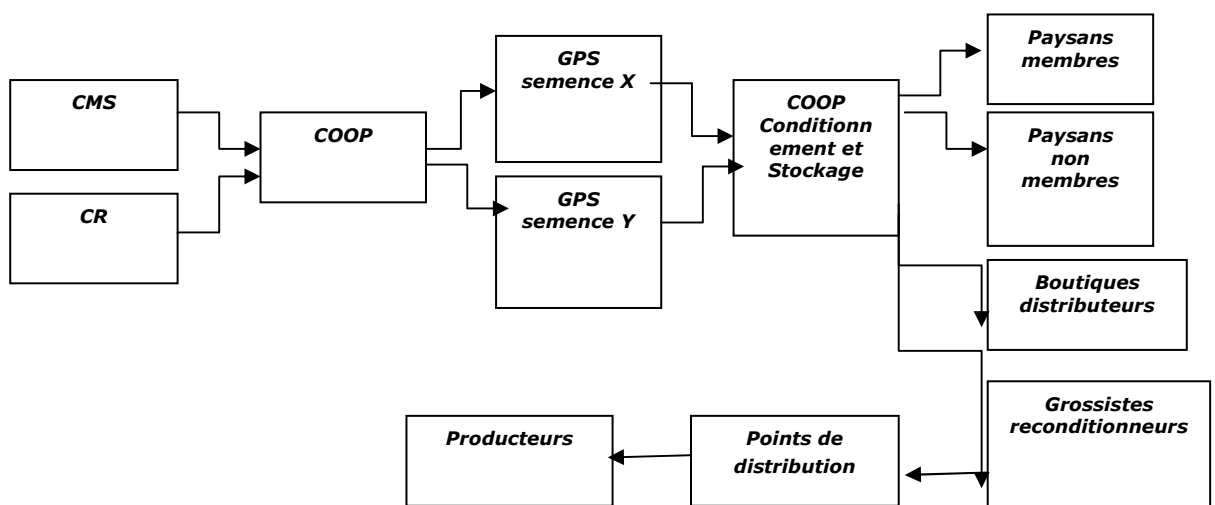 CMS
CR
COOP
GPS
semence X
GPS
semence Y
COOP
Conditionn
ement et
Stockage
Paysans
membres
Paysans
non
membres
Boutiques
distributeurs
Grossistes
reconditionneurs
Points de
distribution
Producteurs